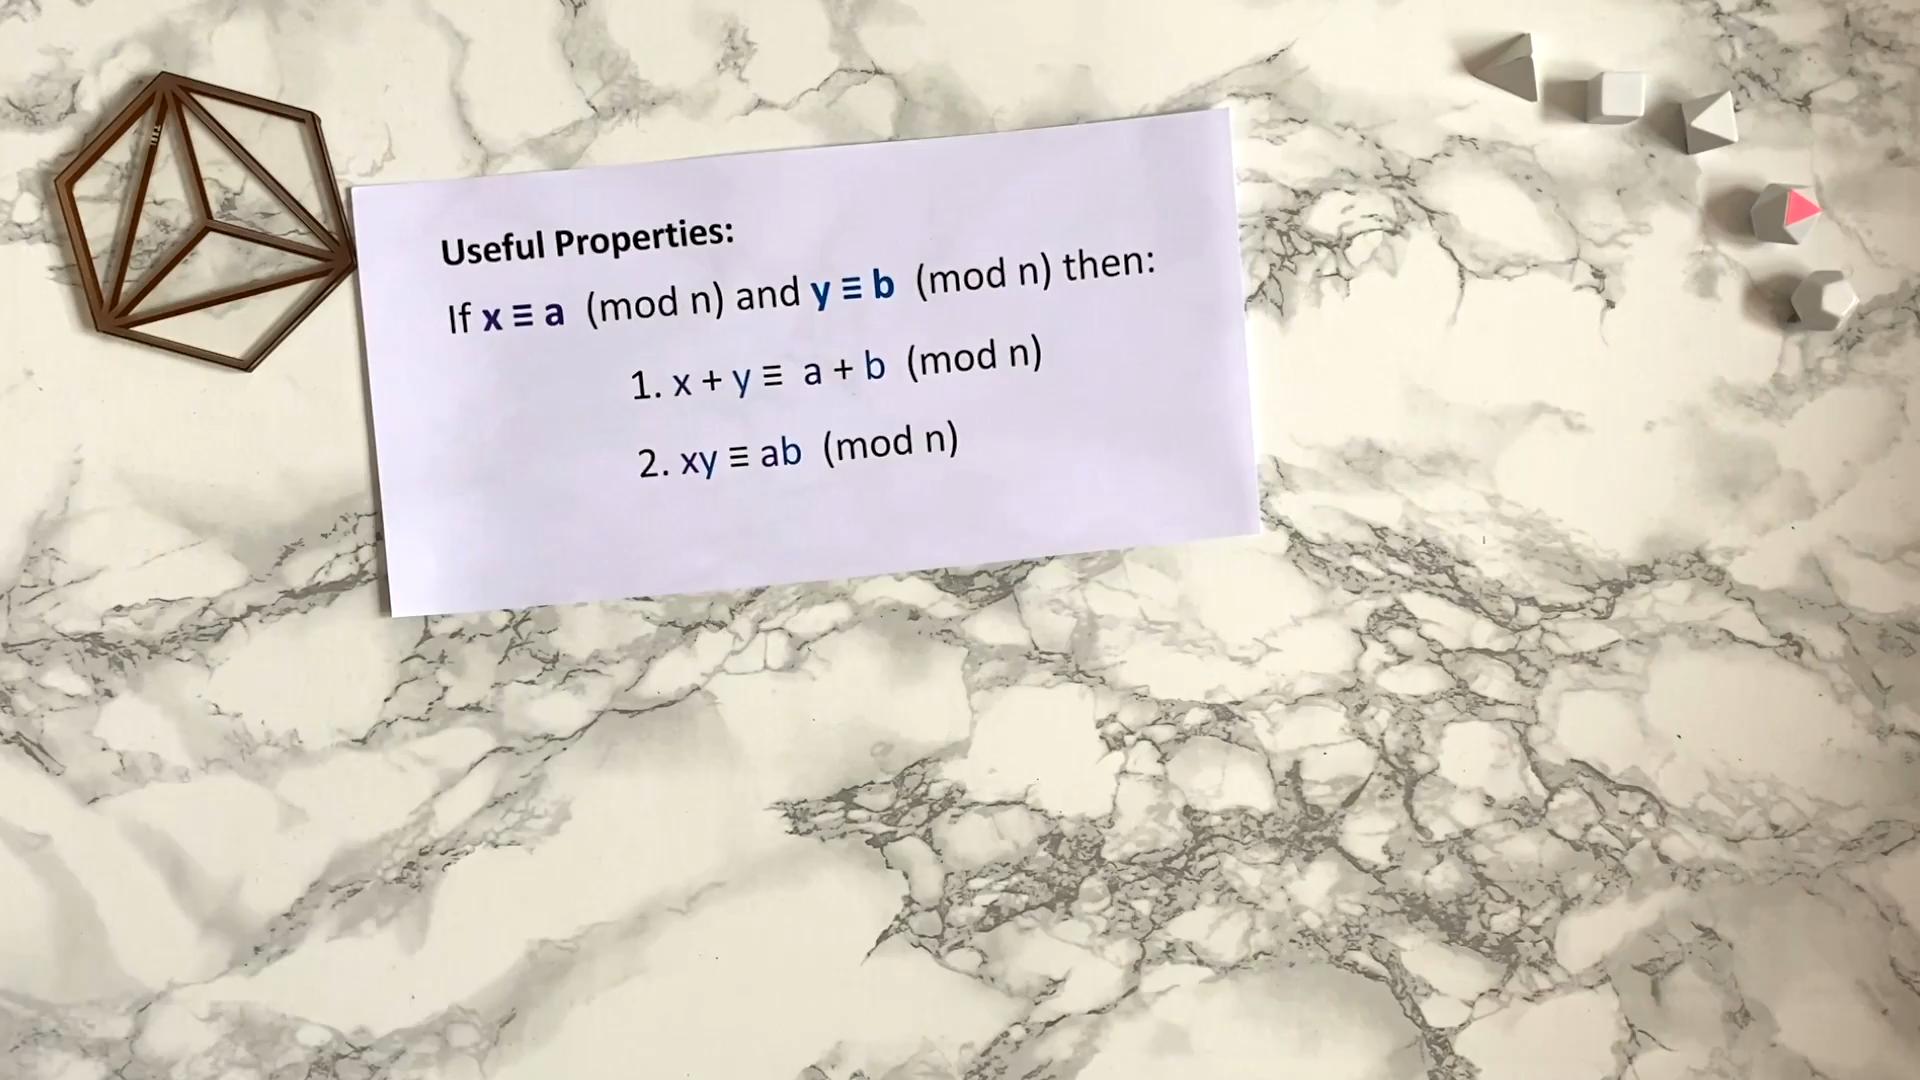 Useful Properties:
If x ≡ a (mod n) and y ≡ b (mod n) then:
1. x + y ≡ a + b (mod n)
2. xy ≡ ab (mod n)